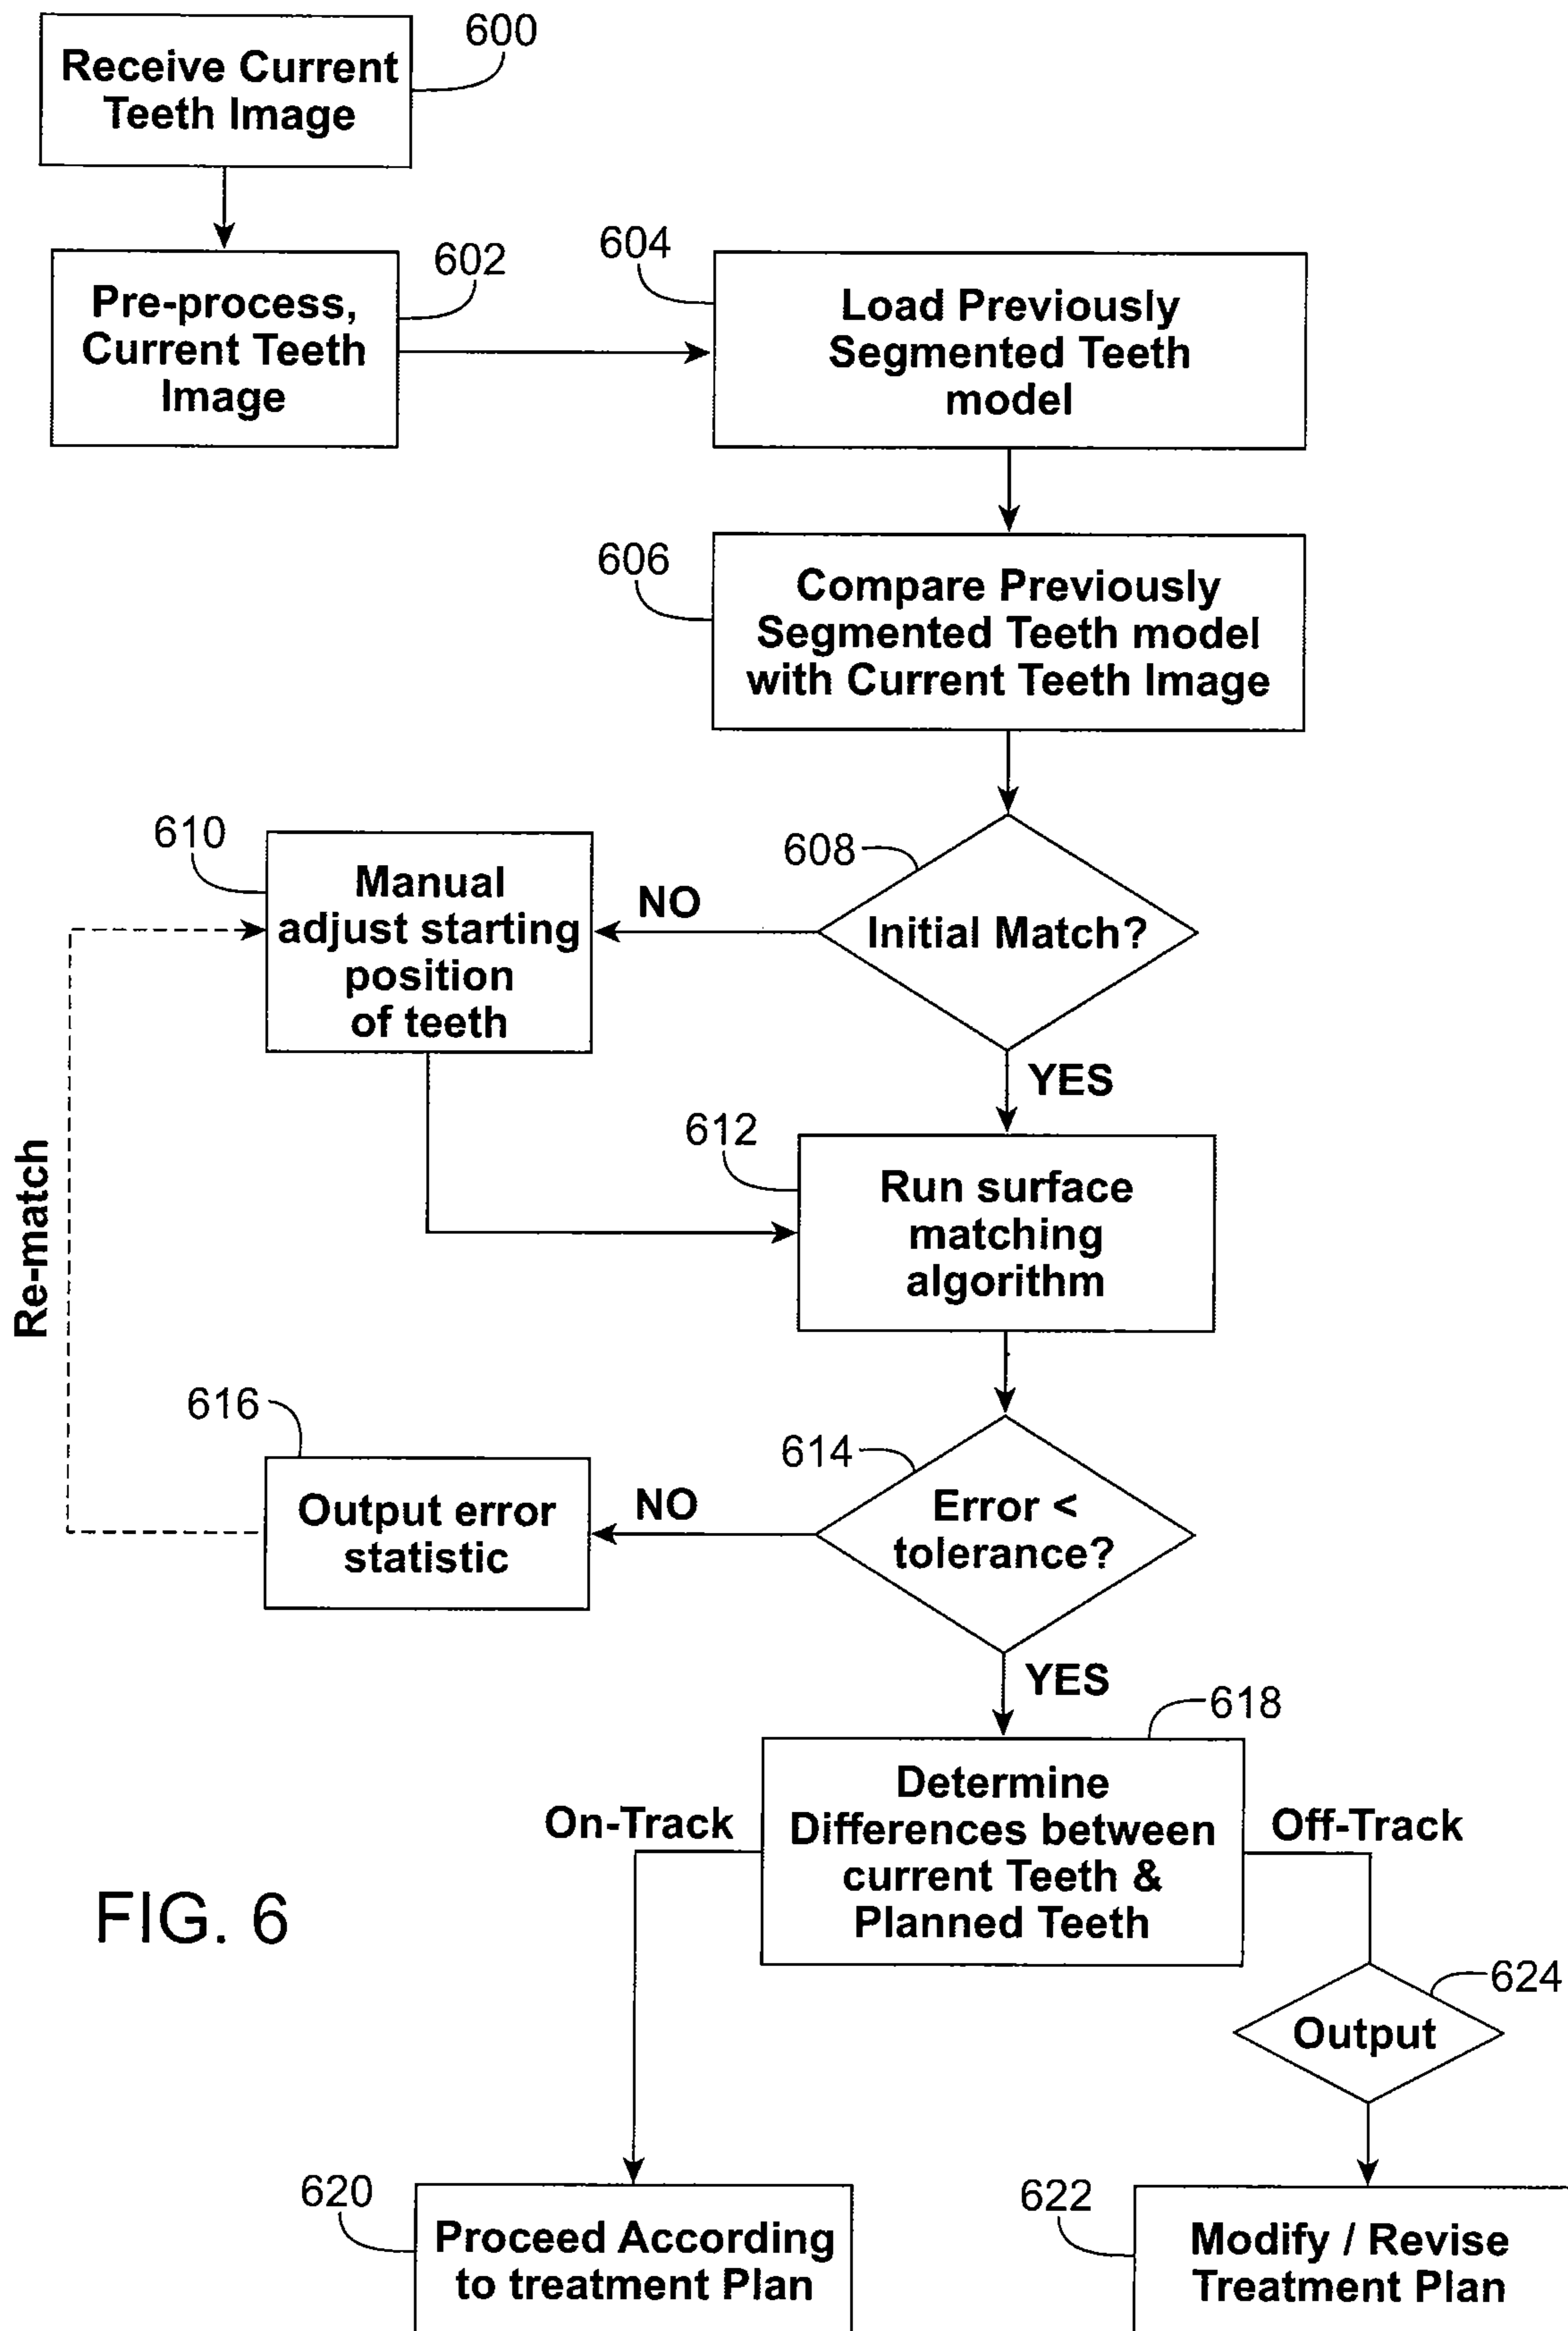 600
Receive Current
Teeth Image
602
Pre-process,
Current Teeth
Image
604
Load Previously
Segmented Teeth
model
606
Compare Previously
Segmented Teeth model
with Current Teeth Image
608
Initial Match?
NO
610
Manual
adjust starting
position
of teeth
YES
612
Run surface
matching
algorithm
Re-match
614
Error <
tolerance?
NO
616
Output error
statistic
YES
618
Determine
Differences between
current Teeth &
Planned Teeth
On-Track
Off-Track
FIG. 6
624
Output
620
Proceed According
to treatment Plan
622
Modify / Revise
Treatment Plan